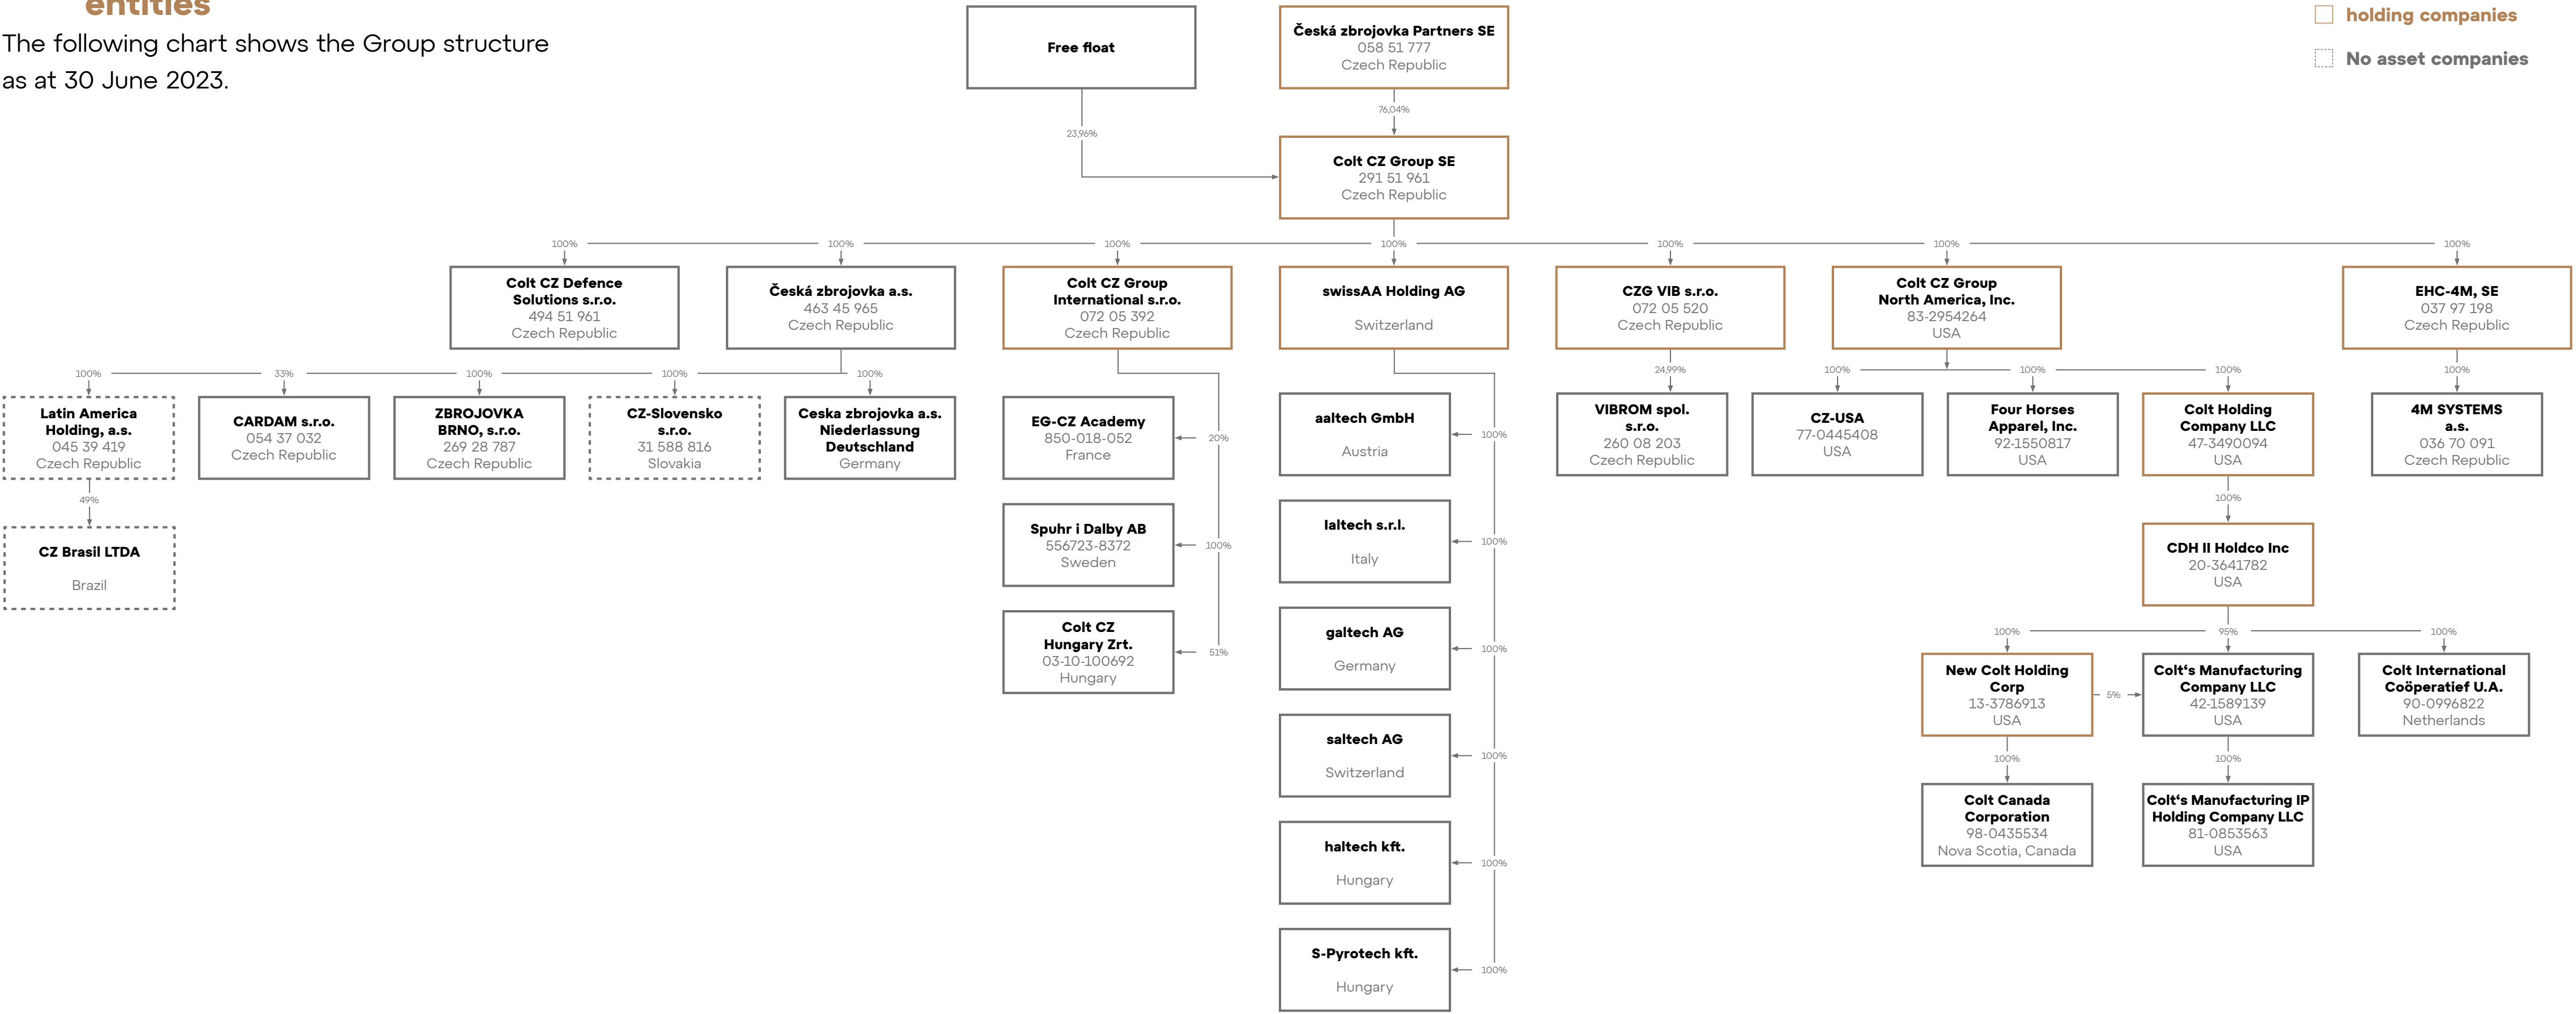 entities
The following chart shows the Group structure
as at 30 June 2023.
holding companies
No asset companies
Free float
Česká zbrojovka Partners SE
058 51 777
Czech Republic
76,04%
23,96%
Colt CZ Group SE
291 51 961
Czech Republic
100%
100%
100%
100%
100%
100%
100%
Colt CZ Defence
Solutions s.r.o.
494 51 961
Czech Republic
Česká zbrojovka a.s.
463 45 965
Czech Republic
Colt CZ Group
International s.r.o.
072 05 392
Czech Republic
swissAA Holding AG
Switzerland
CZG VIB s.r.o.
072 05 520
Czech Republic
Colt CZ Group
North America, Inc.
83-2954264
USA
EHC-4M, SE
037 97 198
Czech Republic
100%
33%
100%
100%
100%
24,99%
100%
100%
100%
100%
Latin America
Holding, a.s.
045 39 419
Czech Republic
CARDAM s.r.o.
054 37 032
Czech Republic
ZBROJOVKA
BRNO, s.r.o.
269 28 787
Czech Republic
CZ-Slovensko
s.r.o.
31 588 816
Slovakia
Ceska zbrojovka a.s.
Niederlassung
Deutschland
Germany
EG-CZ Academy
850-018-052
France
20%
aaltech GmbH
Austria
100%
VIBROM spol.
s.r.o.
260 08 203
Czech Republic
CZ-USA
77-0445408
USA
Four Horses
Apparel, Inc.
92-1550817
USA
Colt Holding
Company LLC
47-3490094
USA
4M SYSTEMS
a.s.
036 70 091
Czech Republic
49%
100%
CZ Brasil LTDA
Brazil
Spuhr i Dalby AB
556723-8372
Sweden
100%
Ialtech s.r.l.
Italy
100%
CDH II Holdco Inc
20-3641782
USA
Colt CZ
Hungary Zrt.
03-10-100692
Hungary
51%
galtech AG
Germany
100%
100%
95%
100%
New Colt Holding
Corp
13-3786913
USA
5%
Colt‘s Manufacturing
Company LLC
42-1589139
USA
Colt International
Coöperatief U.A.
90-0996822
Netherlands
saltech AG
Switzerland
100%
100%
100%
Colt Canada
Corporation
98-0435534
Nova Scotia, Canada
Colt‘s Manufacturing IP
Holding Company LLC
81-0853563
USA
haltech kft.
Hungary
100%
S-Pyrotech kft.
Hungary
100%